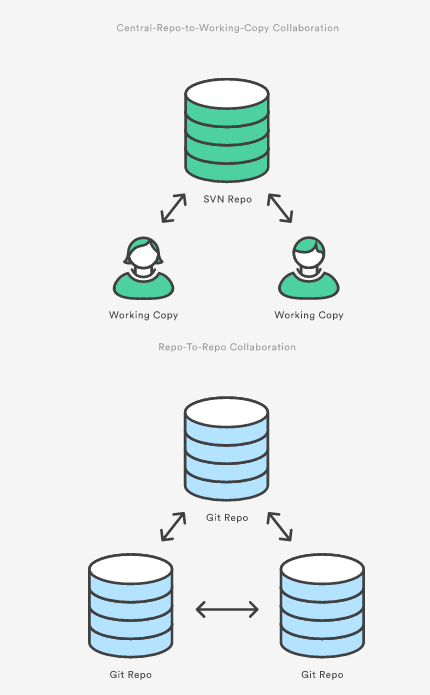 Central-Repo-to-Working-Copy Collaboration
SVN Repo
Working Copy
Working Copy
Repo-To-Repo Collaboration
Git Repo
Git Repo
Git Repo